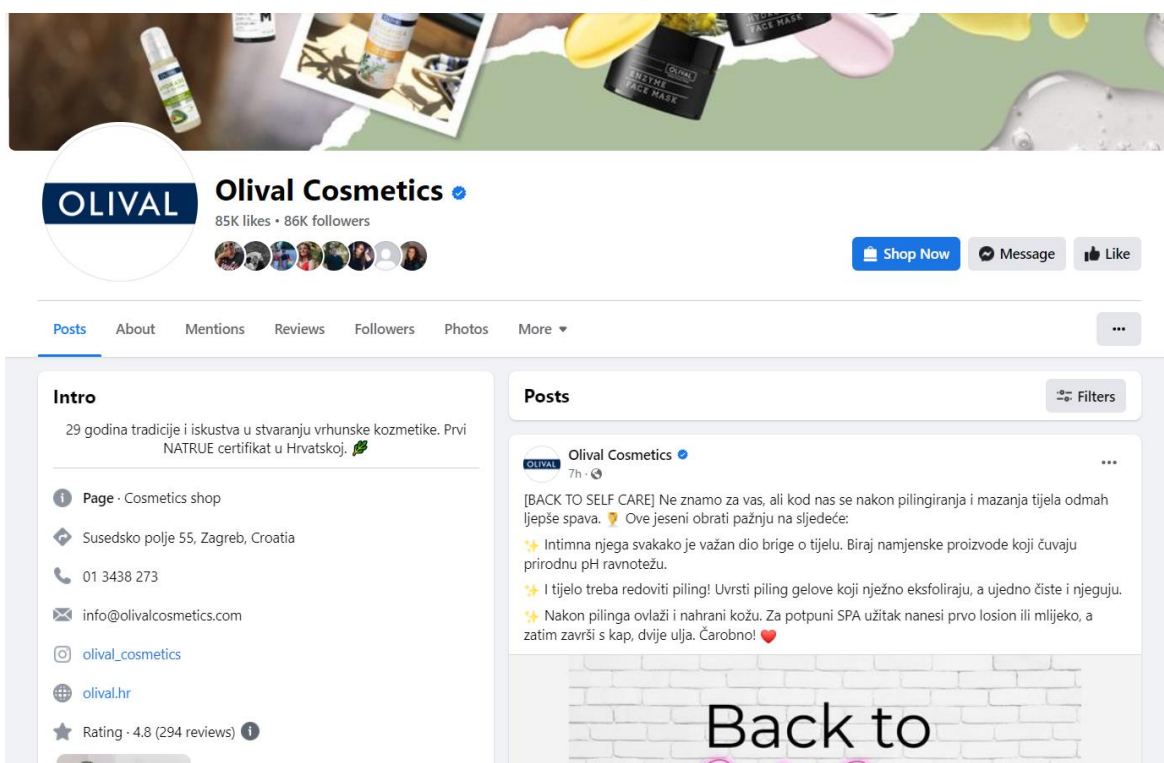 M
HYDRO
FACE MASK
OLIVAL
ENZYME
FACE MASK
OLIVAL
Olival Cosmetics
85K likes • 86K followers
Shop Now
Message
Like
Posts
About
Mentions
Reviews
Followers
Photos
More
Intro
29 godina tradicije i iskustva u stvaranju vrhunske kozmetike. Prvi
NATRUE certifikat u Hrvatskoj.
Page · Cosmetics shop
Susedsko polje 55, Zagreb, Croatia
01 3438 273
info@olivalcosmetics.com
olival_cosmetics
olival.hr
Rating · 4.8 (294 reviews)
Posts
Filters
OLIVAL
Olival Cosmetics
7h ·
[BACK TO SELF CARE] Ne znamo za vas, ali kod nas se nakon pilingiranja i mazanja tijela odmah
ljepše spava. Ove jeseni obrati pažnju na sljedeće:
✨ Intimna njega svakako je važan dio brige o tijelu. Biraj namjenske proizvode koji čuvaju
prirodnu pH ravnotežu.
✨ I tijelo treba redoviti piling! Uvrsti piling gelove koji nježno eksfoliraju, a ujedno čiste i njeguju.
✨ Nakon pilinga ovlaži i nahrani kožu. Za potpuni SPA užitak nanesi prvo losion ili mlijeko, a
zatim završi s kap, dvije ulja. Čarobno! ❤️
Back to